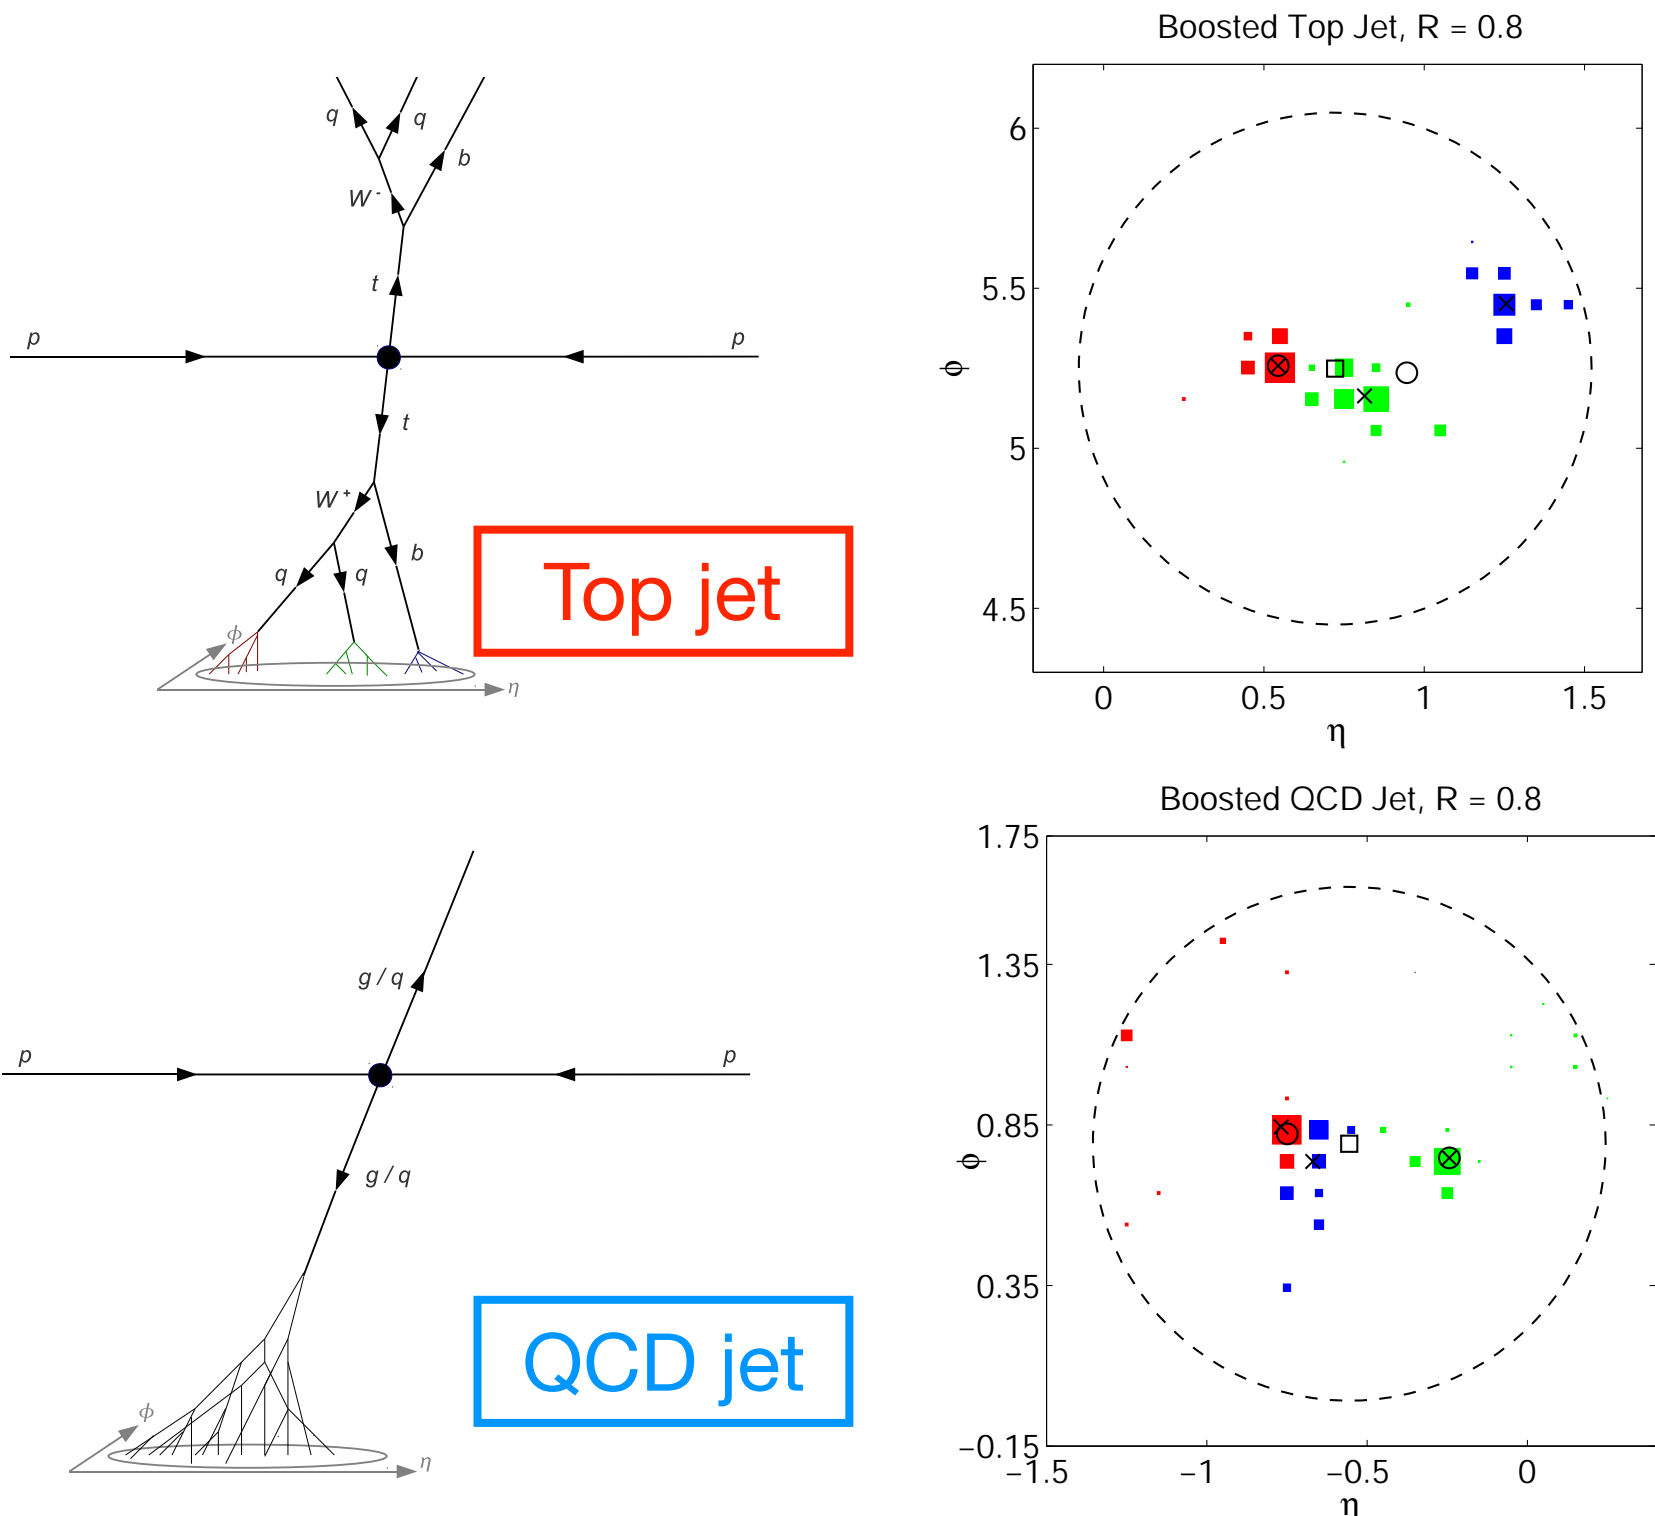 Boosted Top Jet, R = 0.8
q
q
b
W -
t
p
p
t
W +
b
q
q
ϕ
η
Top jet
6
5.5
5
4.5
ϕ
0
0.5
1
1.5
η
Boosted QCD Jet, R = 0.8
g / q
p
p
g / q
ϕ
η
QCD jet
1.75
1.35
0.85
0.35
−0.15
ϕ
−1.5
−1
−0.5
0
η